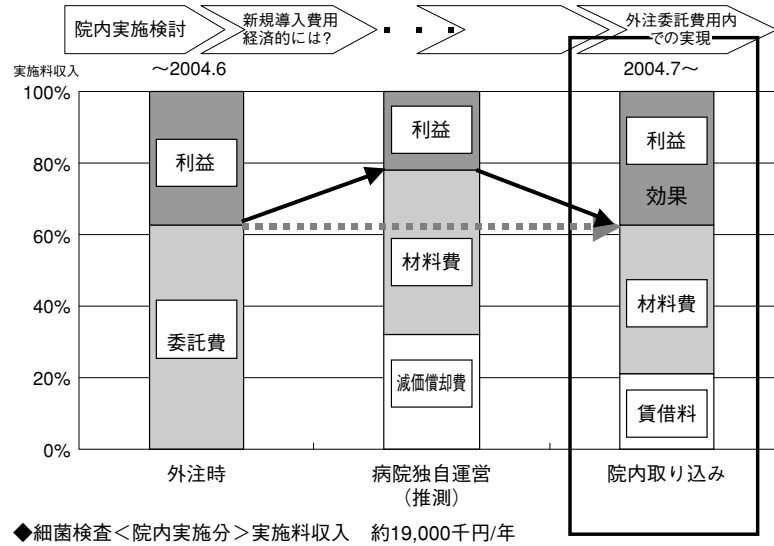 院内実施検討
新規導入費用
経済的には?
外注委託費用内
での実現
実施料収入
～2004.6
2004.7～
100%
80%
60%
40%
20%
0%
利益
委託費
利益
材料費
減価償却費
利益
効果
材料費
賃借料
外注時
病院独自運営
（推測）
院内取り込み
◆細菌検査＜院内実施分＞実施料収入　約19,000千円/年